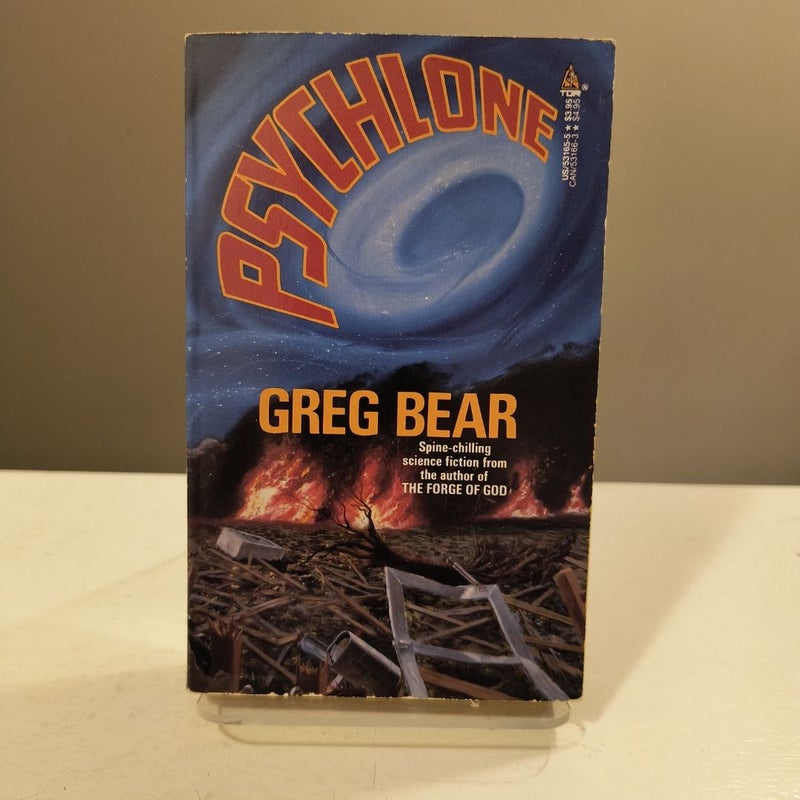 PSYCHLONE
TOR®
US/53165-5 ★ $3.95
CAN/53166-3 ★ $4.95
GREG BEAR
Spine-chilling
science fiction from
the author of
THE FORGE OF GOD